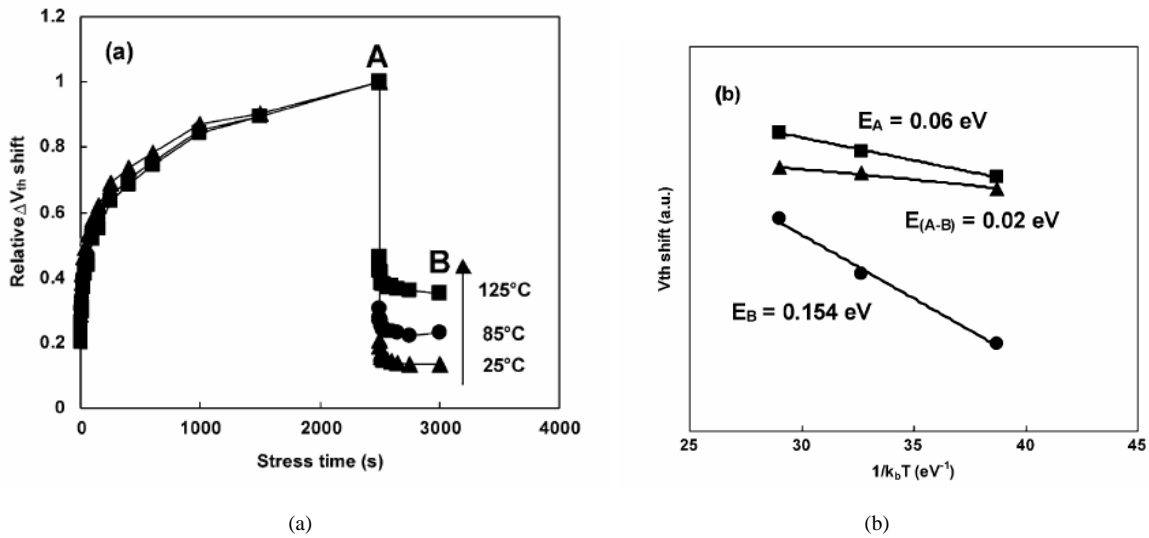 (a)
A
B
125°C
85°C
25°C
1.2
1
0.8
0.6
0.4
0.2
0
0
1000
2000
3000
4000
Relative ΔVth shift
Stress time (s)
(a)
(b)
EA = 0.06 eV
E(A-B) = 0.02 eV
EB = 0.154 eV
Vth shift (a.u.)
25
30
35
40
45
1/kbT (eV-1)
(b)